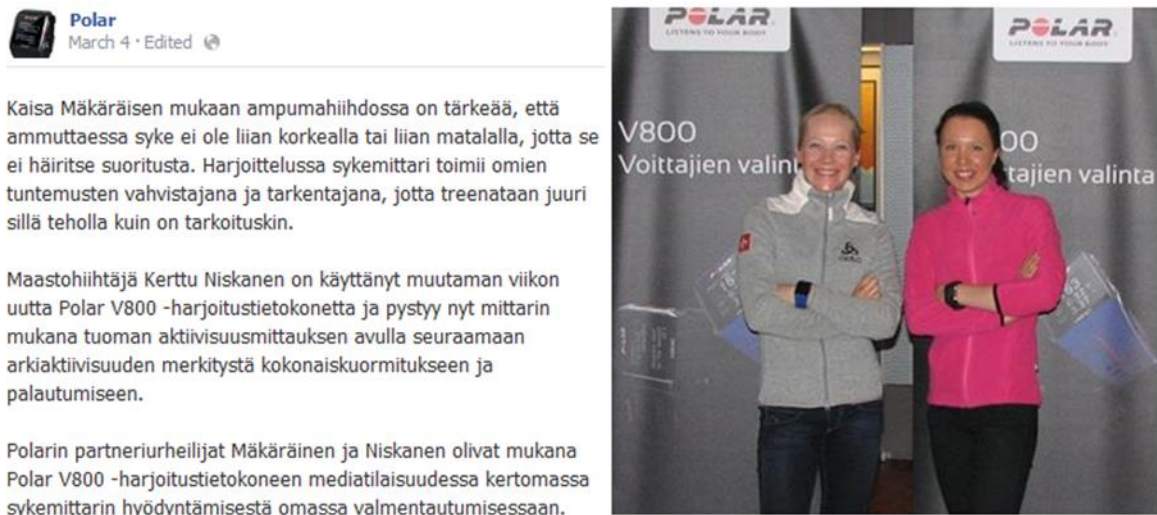 Polar
March 4 · Edited
Kaisa Mäkäräisen mukaan ampumahiihdossa on tärkeää, että
ammuttaessa syke ei ole liian korkealla tai liian matalalla, jotta se
ei häiritse suoritusta. Harjoittelussa sykemittari toimii omien
tuntemusten vahvistajana ja tarkentajana, jotta treenataan juuri
sillä teholla kuin on tarkoituskin.
Maastohiihtäjä Kerttu Niskanen on käyttänyt muutaman viikon
uutta Polar V800 -harjoitustietokonetta ja pystyy nyt mittarin
mukana tuoman aktiivisuusmittauksen avulla seuraamaan
arkiaktiivisuuden merkitystä kokonaiskuormitukseen ja
palautumiseen.
Polarin partneriurheilijat Mäkäräinen ja Niskanen olivat mukana
Polar V800 -harjoitustietokoneen mediatilaisuudessa kertomassa
sykemittarin hyödyntämisestä omassa valmentautumisessaan.
POLAR
LISTENS TO YOUR BODY
V800
Voittajien valint
POLAR
LISTENS TO YOUR BODY
00
tajien valinta